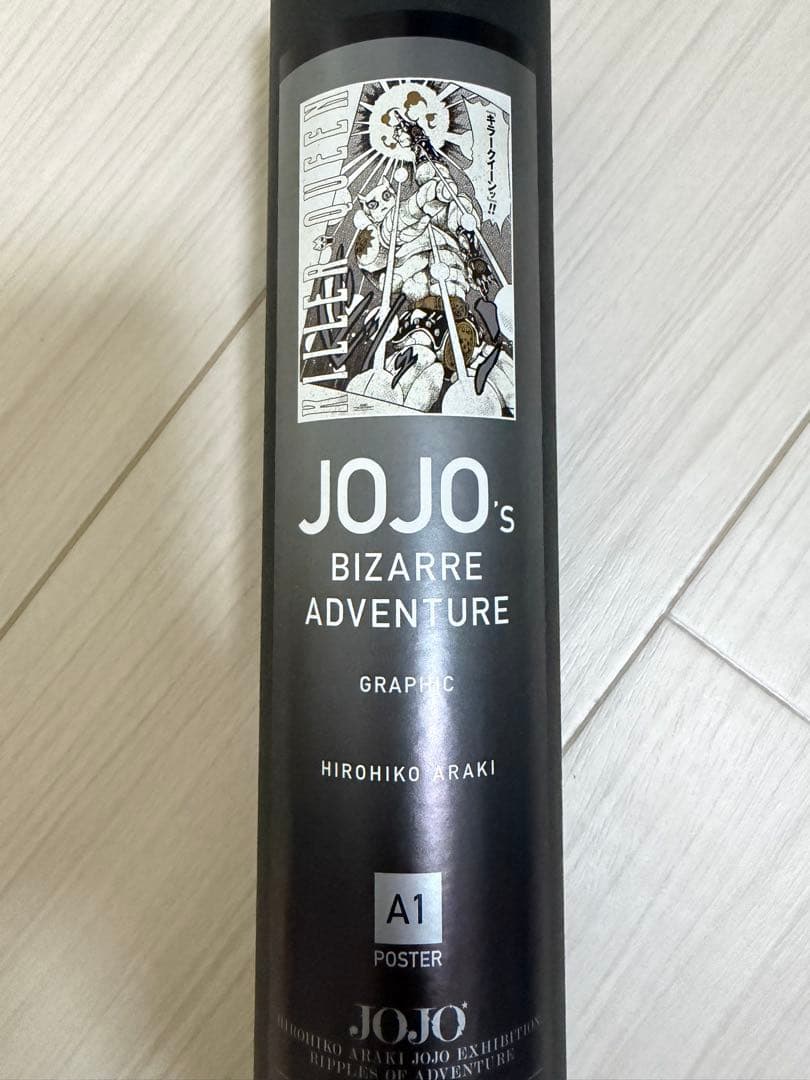 KILLER QUEEN
「キラークイーンッ」!!
JOJO's
BIZARRE
ADVENTURE
GRAPHIC
HIROHIKO ARAKI
A1
POSTER
JOJO
HIROHIKO ARAKI JOJO EXHIBITION:
RIPPLES OF ADVENTURE